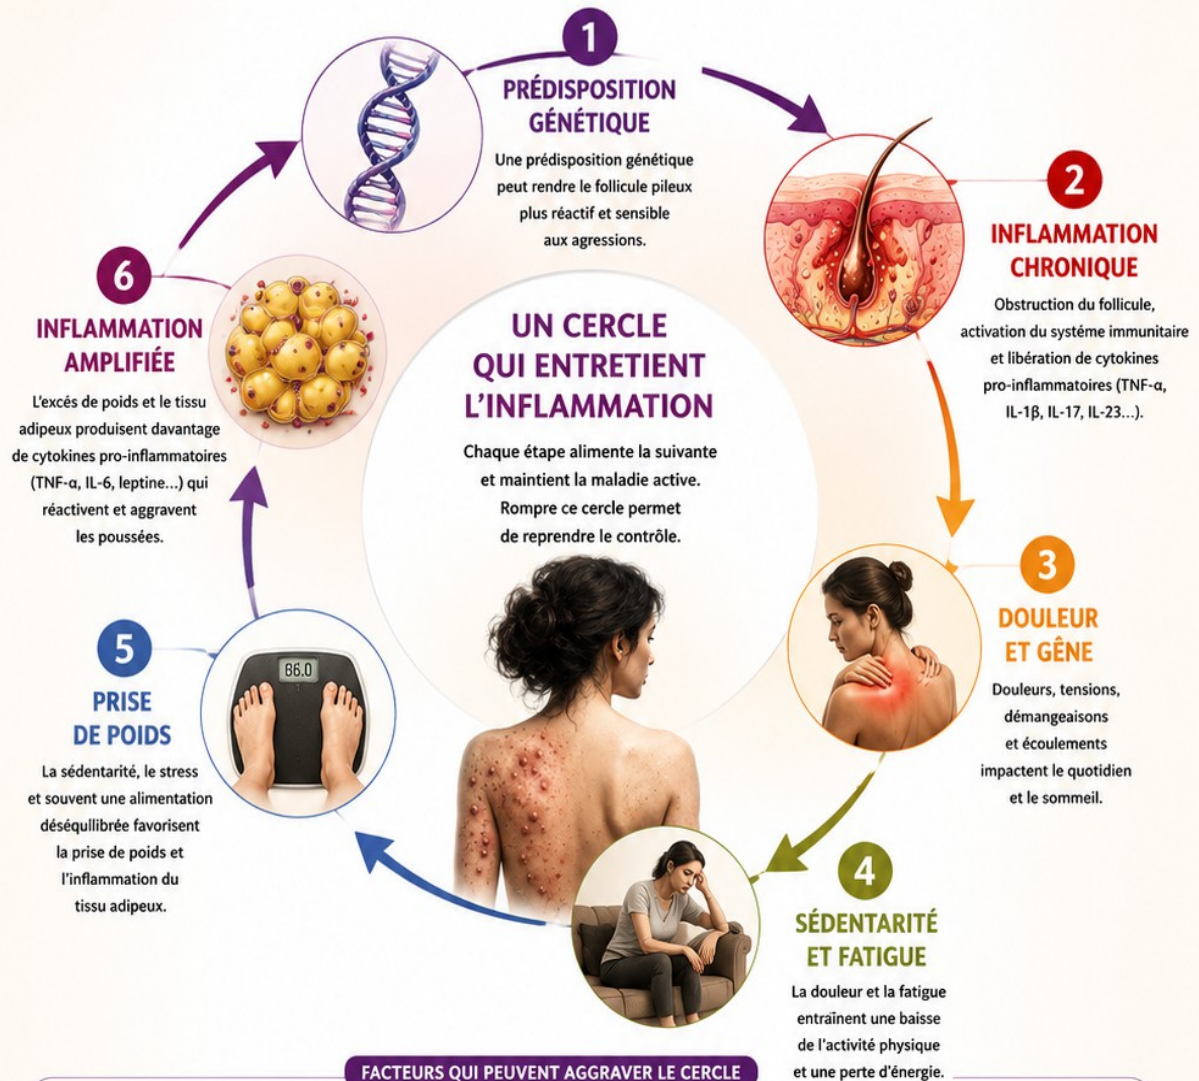 1
PRÉDISPOSITION
GÉNÉTIQUE
Une prédisposition génétique
peut rendre le follicule pileux
plus réactif et sensible
aux agressions.
2
INFLAMMATION
CHRONIQUE
Obstruction du follicule,
activation du systéme immunitaire
et libération de cytokines
pro-inflammatoires (TNF-α,
IL-1β, IL-17, IL-23...).
3
DOULEUR
ET GÊNE
Douleurs, tensions,
démangeaisons
et écoulements
impactent le quotidien
et le sommeil.
4
SÉDENTARITÉ
ET FATIGUE
La douleur et la fatigue
entraînent une baisse
de l'activité physique
et une perte d'énergie.
5
PRISE
DE POIDS
La sédentarité, le stress
et souvent une alimentation
déséqullibrée favorisent
la prise de poids et
l'inflammation du
tissu adipeux.
86.0
6
INFLAMMATION
AMPLIFIÉE
L'excés de poids et le tissu
adipeux produisent davantage
de cytokines pro-inflammatoires
(TNF-α, IL-6, leptine...) qui
réactivent et aggravent
les poussées.
UN CERCLE
QUI ENTRETIENT
L'INFLAMMATION
Chaque étape alimente la suivante
et maintient la maladie active.
Rompre ce cercle permet
de reprendre le contrôle.
FACTEURS QUI PEUVENT AGGRAVER LE CERCLE